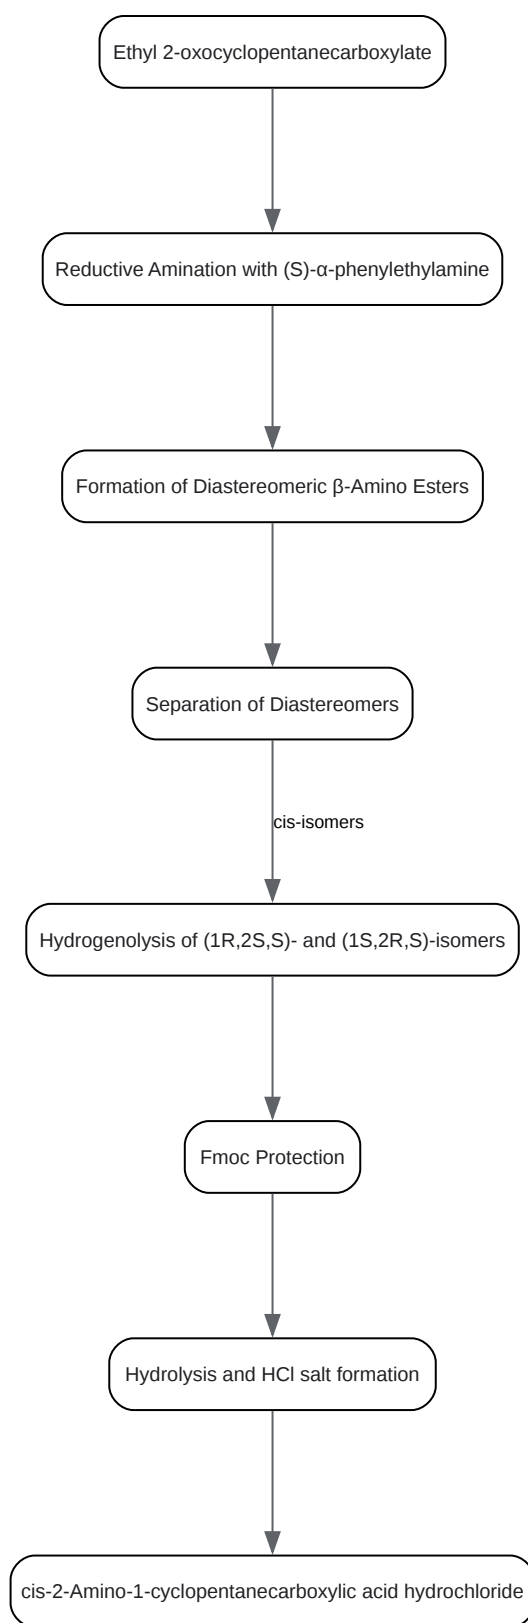 Ethyl 2-oxocyclopentanecarboxylate
Reductive Amination with (S)-α-phenylethylamine
Formation of Diastereomeric β-Amino Esters
Separation of Diastereomers
cis-isomers
Hydrogenolysis of (1R,2S,S)- and (1S,2R,S)-isomers
Fmoc Protection
Hydrolysis and HCl salt formation
cis-2-Amino-1-cyclopentanecarboxylic acid hydrochloride